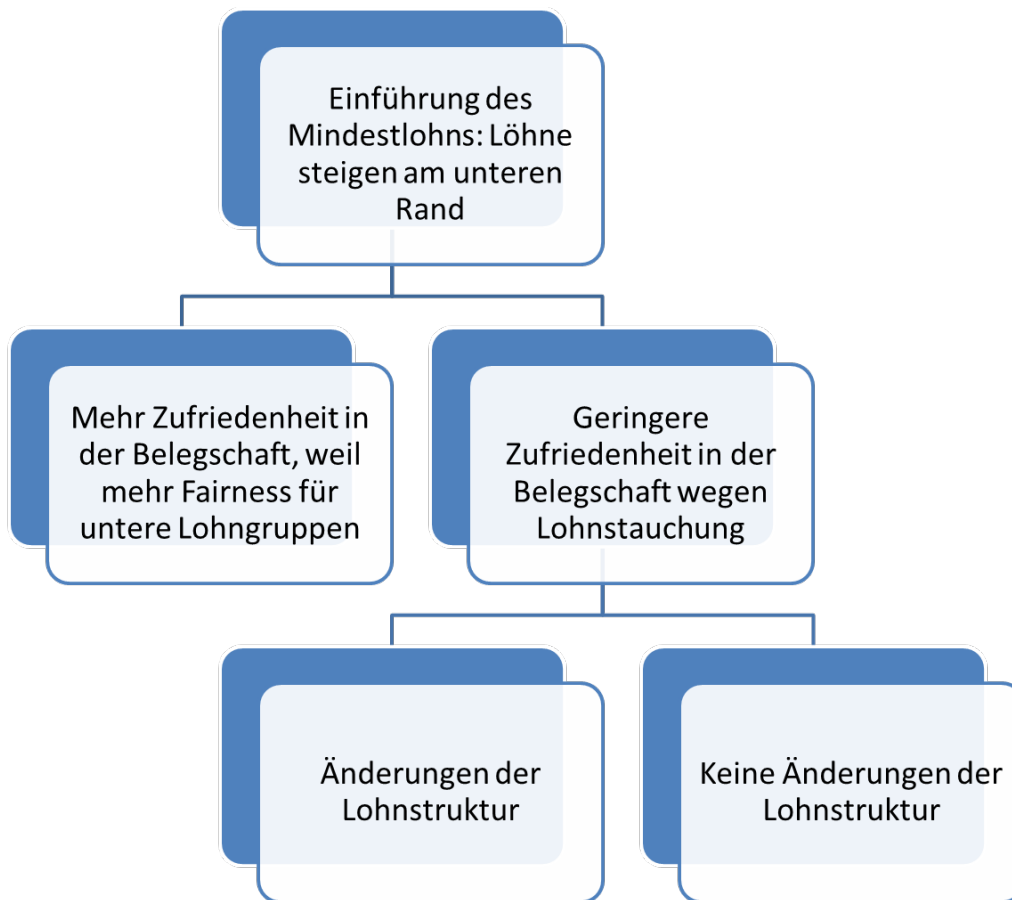 Einführung des
Mindestlohns: Löhne
steigen am unteren
Rand
Mehr Zufriedenheit in
der Belegschaft, weil
mehr Fairness für
untere Lohngruppen
Geringere
Zufriedenheit in der
Belegschaft wegen
Lohnstauchung
Änderungen der
Lohnstruktur
Keine Änderungen der
Lohnstruktur